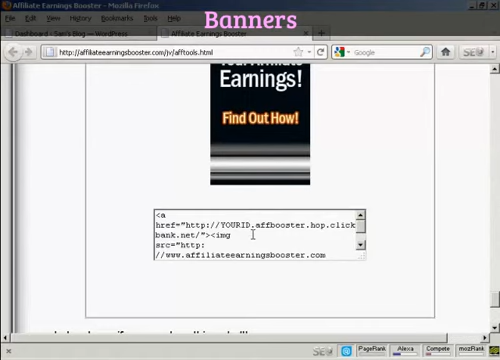 Affiliate Earnings Booster - Mozilla Firefox
Banners
File Edit View History Bookmarks Tools Help
Dashboard ‹ Sam's Blog — WordPress
Affiliate Earnings Booster
http://affiliateearningsbooster.com/jv/afftools.html
Google
Earnings!
Find Out How!
<a
href="http://YOURID.affbooster.hop.click
bank.net/"><img
src="http:
//www.affiliateearningsbooster.com
PageRank
Alexa
Compete
mozRank